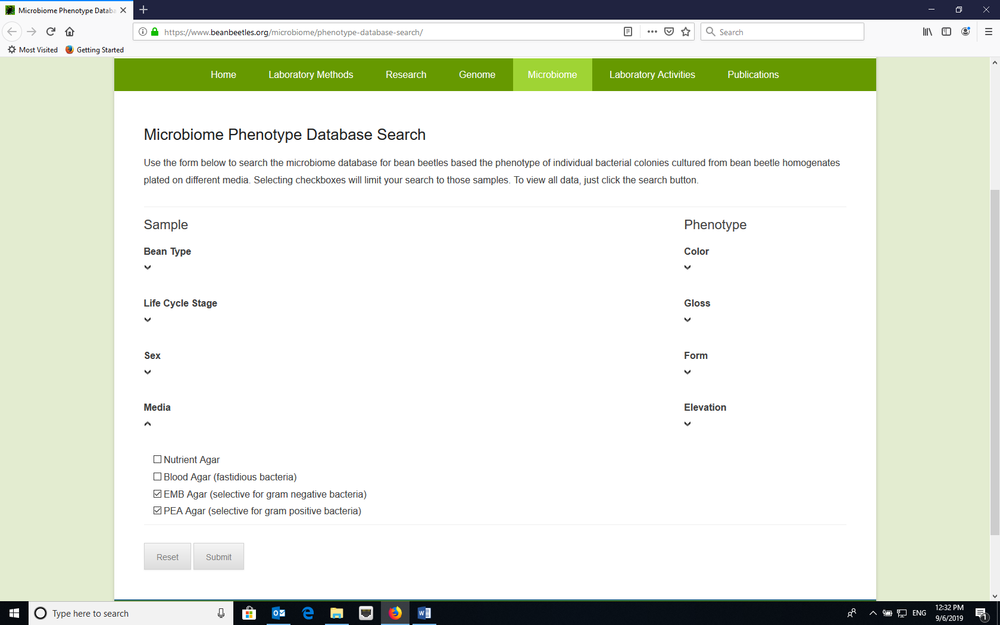 Microbiome Phenotype Databa
https://www.beanbeetles.org/microbiome/phenotype-database-search/
Search
Most Visited
Getting Started
Home
Laboratory Methods
Research
Genome
Microbiome
Laboratory Activities
Publications
Microbiome Phenotype Database Search
Use the form below to search the microbiome database for bean beetles based the phenotype of individual bacterial colonies cultured from bean beetle homogenates
plated on different media. Selecting checkboxes will limit your search to those samples. To view all data, just click the search button.
Sample
Phenotype
Bean Type
Color
Life Cycle Stage
Gloss
Sex
Form
Media
Elevation
Nutrient Agar
Blood Agar (fastidious bacteria)
EMB Agar (selective for gram negative bacteria)
PEA Agar (selective for gram positive bacteria)
Reset
Submit
Type here to search
ENG
12:32 PM
9/6/2019
1